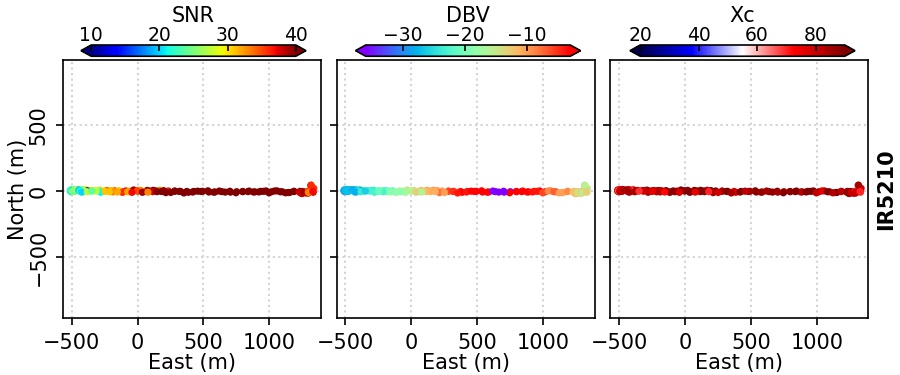 SNR DBV Xc
10 20 30 40 −30 −20 −10 20 40 60 80
500
0
−500
North (m)
IR5210
−500 0 500 1000 −500 0 500 1000 −500 0 500 1000
East (m) East (m) East (m)